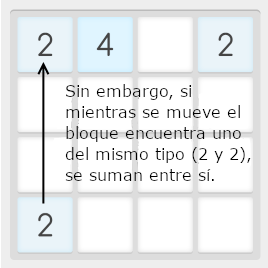 2 4 2
Sin embargo, si
mientras se mueve el
bloque encuentra uno
del mismo tipo (2 y 2),
se suman entre sí.
2